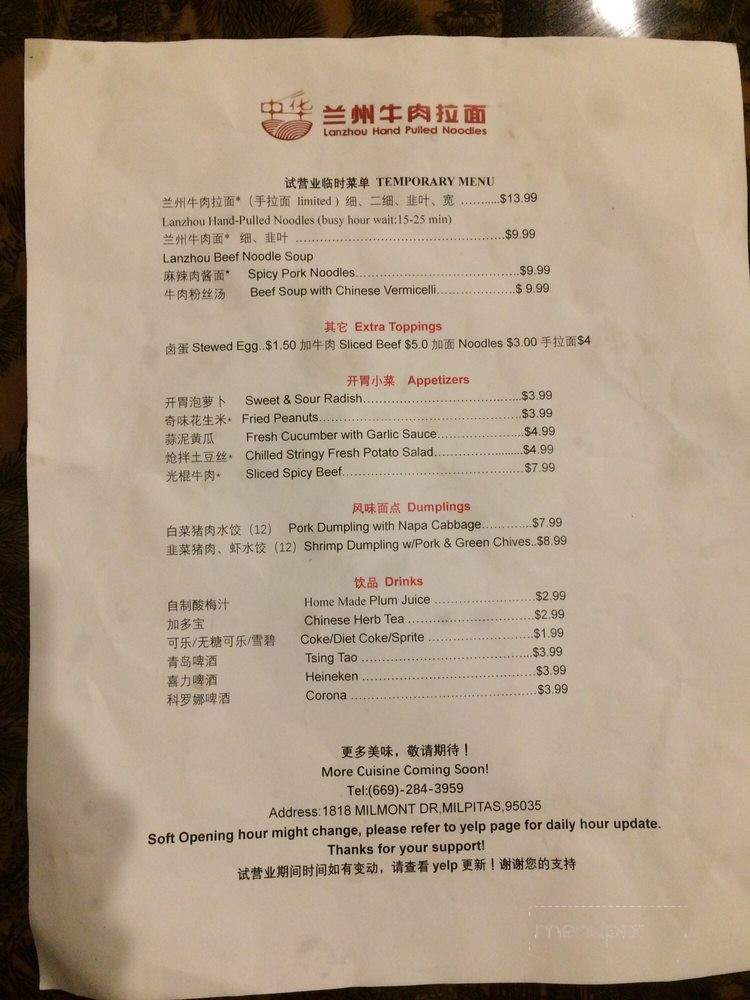 中华 兰州牛肉拉面
Lanzhou Hand Pulled Noodles
试营业临时菜单 TEMPORARY MENU
兰州牛肉拉面*（手拉面 limited ）细、二细、韭叶、宽 ..........$13.99
Lanzhou Hand-Pulled Noodles (busy hour wait:15-25 min)
兰州牛肉面* 细、韭叶 ....................................................$9.99
Lanzhou Beef Noodle Soup
麻辣肉酱面* Spicy Pork Noodles.........................................$9.99
牛肉粉丝汤 Beef Soup with Chinese Vermicelli....................$ 9.99
其它 Extra Toppings
卤蛋 Stewed Egg..$1.50 加牛肉 Sliced Beef $5.0 加面 Noodles $3.00 手拉面$4
开胃小菜 Appetizers
开胃泡萝卜 Sweet & Sour Radish........................................$3.99
奇味花生米* Fried Peanuts...................................................$3.99
蒜泥黄瓜 Fresh Cucumber with Garlic Sauce......................$4.99
炝拌土豆丝* Chilled Stringy Fresh Potato Salad......................$4.99
光棍牛肉* Sliced Spicy Beef..............................................$7.99
风味面点 Dumplings
白菜猪肉水饺（12） Pork Dumpling with Napa Cabbage............$7.99
韭菜猪肉、虾水饺（12）Shrimp Dumpling w/Pork & Green Chives..$8.99
饮品 Drinks
自制酸梅汁 Home Made Plum Juice ..........................$2.99
加多宝 Chinese Herb Tea ................................$2.99
可乐/无糖可乐/雪碧 Coke/Diet Coke/Sprite ...........................$1.99
青岛啤酒 Tsing Tao ...........................................$3.99
喜力啤酒 Heineken ...........................................$3.99
科罗娜啤酒 Corona ...............................................$3.99
更多美味，敬请期待！
More Cuisine Coming Soon!
Tel:(669)-284-3959
Address:1818 MILMONT DR,MILPITAS,95035
Soft Opening hour might change, please refer to yelp page for daily hour update.
Thanks for your support!
试营业期间时间如有变动，请查看 yelp 更新！谢谢您的支持
menupix